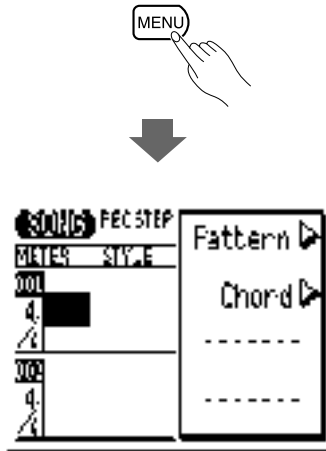 MENU
SONG REC STEP
METER STYLE
001
4
/4
002
4
/4
Pattern
Chord
-------
-------